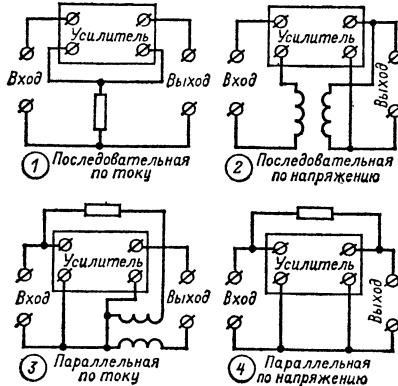 Усилитель
Вход
Выход
1 Последовательная
по току
Усилитель
Вход
Выход
2 Последовательная
по напряжению
Усилитель
Вход
Выход
3 Параллельная
по току
Усилитель
Вход
Выход
4 Параллельная
по напряжению